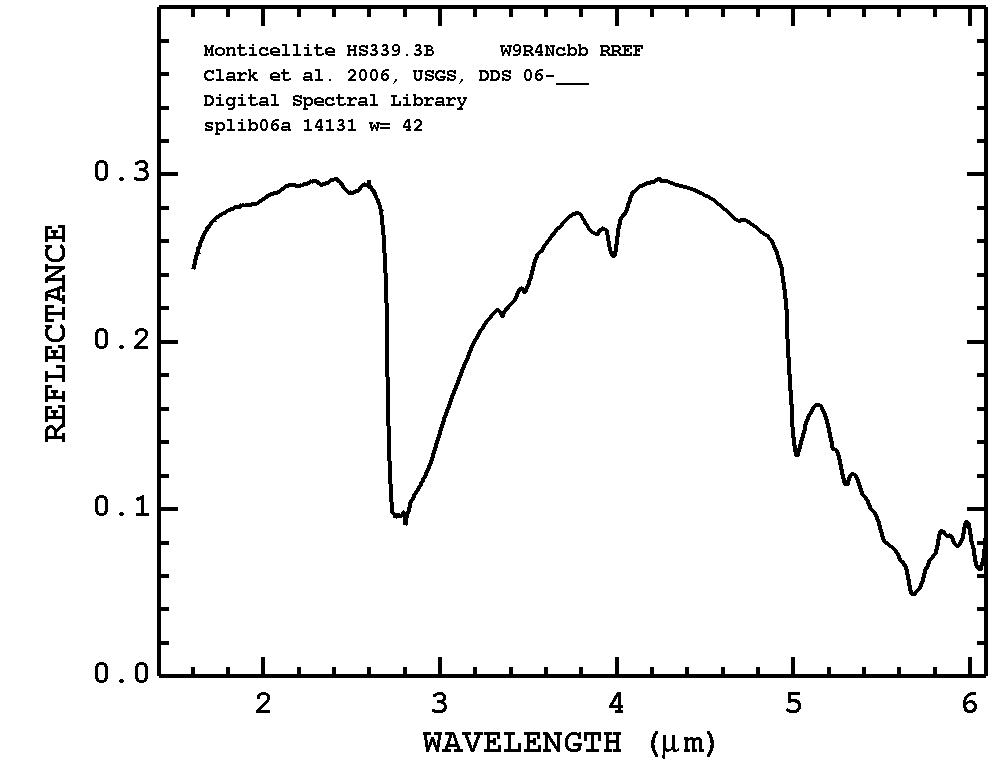 Monticellite HS339.3B W9R4Ncbb RREF
Clark et al. 2006, USGS, DDS 06-___
Digital Spectral Library
splib06a 14131 w= 42
0.3
0.2
0.1
0.0
REFLECTANCE
2 3 4 5 6
WAVELENGTH (μm)